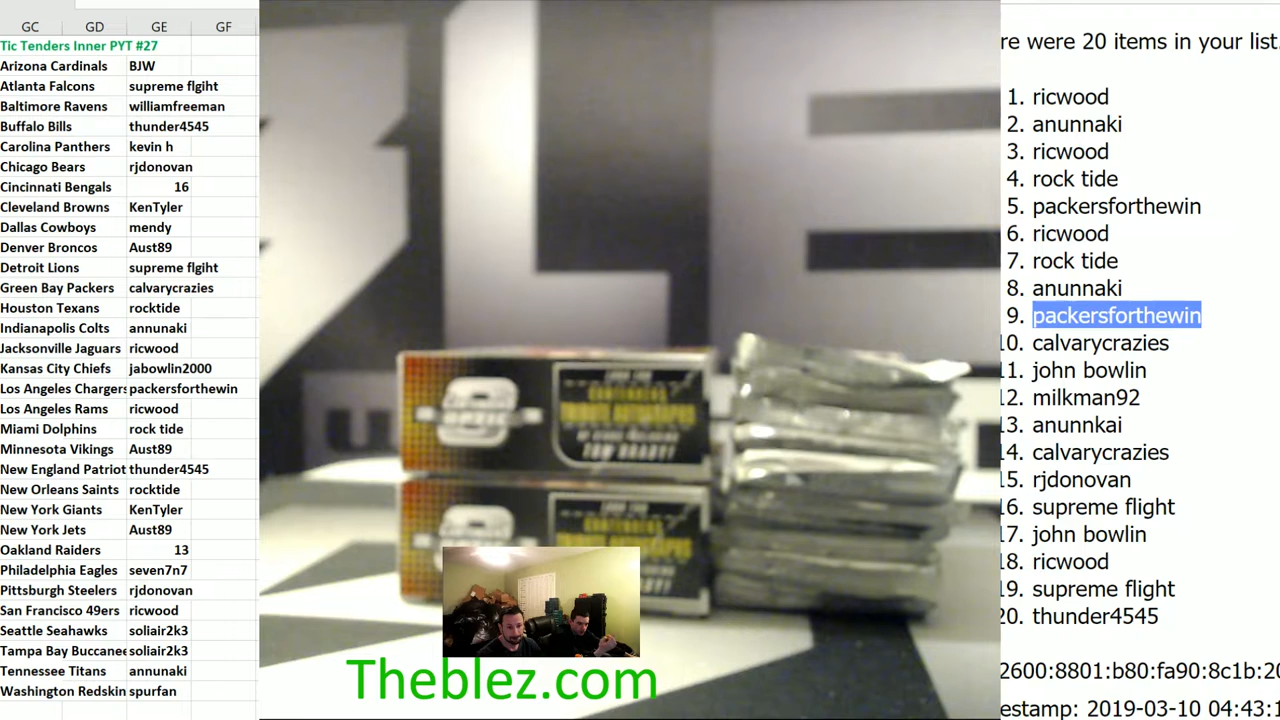 GC GD GE GF
Tic Tenders Inner PYT #27
Arizona Cardinals BJW
Atlanta Falcons supreme flgiht
Baltimore Ravens williamfreeman
Buffalo Bills thunder4545
Carolina Panthers kevin h
Chicago Bears rjdonovan
Cincinnati Bengals 16
Cleveland Browns KenTyler
Dallas Cowboys mendy
Denver Broncos Aust89
Detroit Lions supreme flgiht
Green Bay Packers calvarycrazies
Houston Texans rocktide
Indianapolis Colts annunaki
Jacksonville Jaguars ricwood
Kansas City Chiefs jabowlin2000
Los Angeles Chargers packersforthewin
Los Angeles Rams ricwood
Miami Dolphins rock tide
Minnesota Vikings Aust89
New England Patriot thunder4545
New Orleans Saints rocktide
New York Giants KenTyler
New York Jets Aust89
Oakland Raiders 13
Philadelphia Eagles seven7n7
Pittsburgh Steelers rjdonovan
San Francisco 49ers ricwood
Seattle Seahawks soliair2k3
Tampa Bay Buccanee soliair2k3
Tennessee Titans annunaki
Washington Redskin spurfan
BLE
CONTENDERS
TOM BRADY!
CONTENDERS
Theblez.com
re were 20 items in your list.
1. ricwood
2. anunnaki
3. ricwood
4. rock tide
5. packersforthewin
6. ricwood
7. rock tide
8. anunnaki
9. packersforthewin
10. calvarycrazies
11. john bowlin
12. milkman92
13. anunnkai
14. calvarycrazies
15. rjdonovan
16. supreme flight
17. john bowlin
18. ricwood
19. supreme flight
20. thunder4545
2600:8801:b80:fa90:8c1b:20
estamp: 2019-03-10 04:43:1